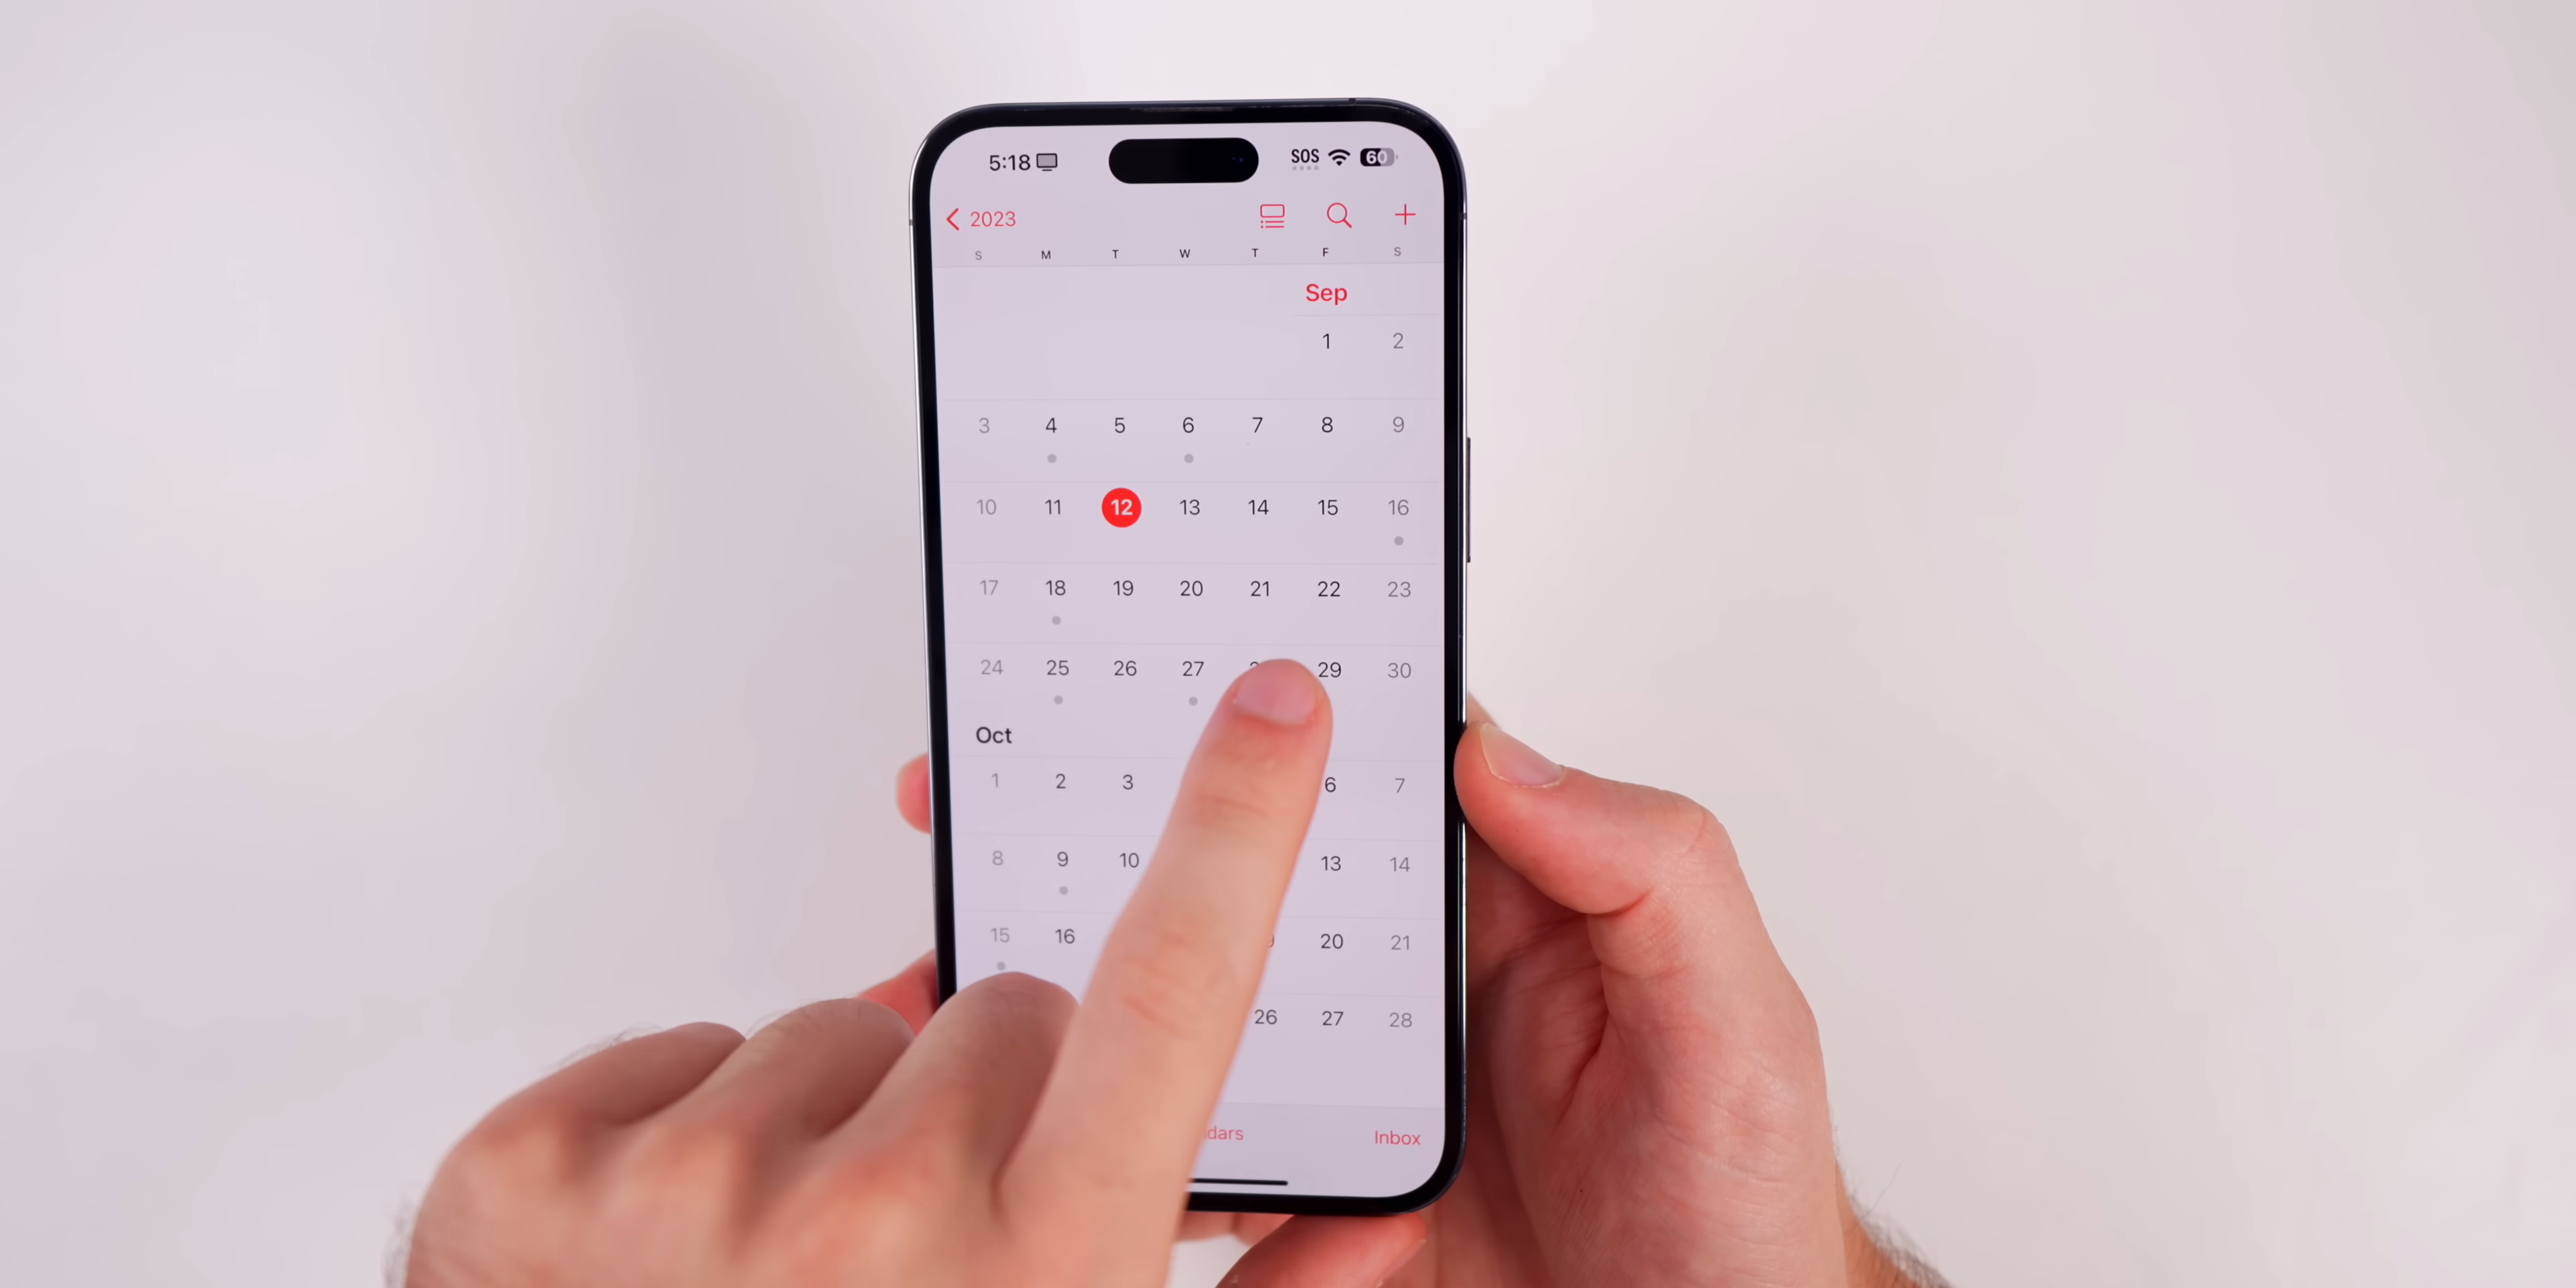 5:18 SOS 60
2023
S M T W T F S
Sep
1 2
3 4 5 6 7 8 9
10 11 12 13 14 15 16
17 18 19 20 21 22 23
24 25 26 27 29 30
Oct
1 2 3 6 7
8 9 10 13 14
15 16 20 21
26 27 28
Inbox